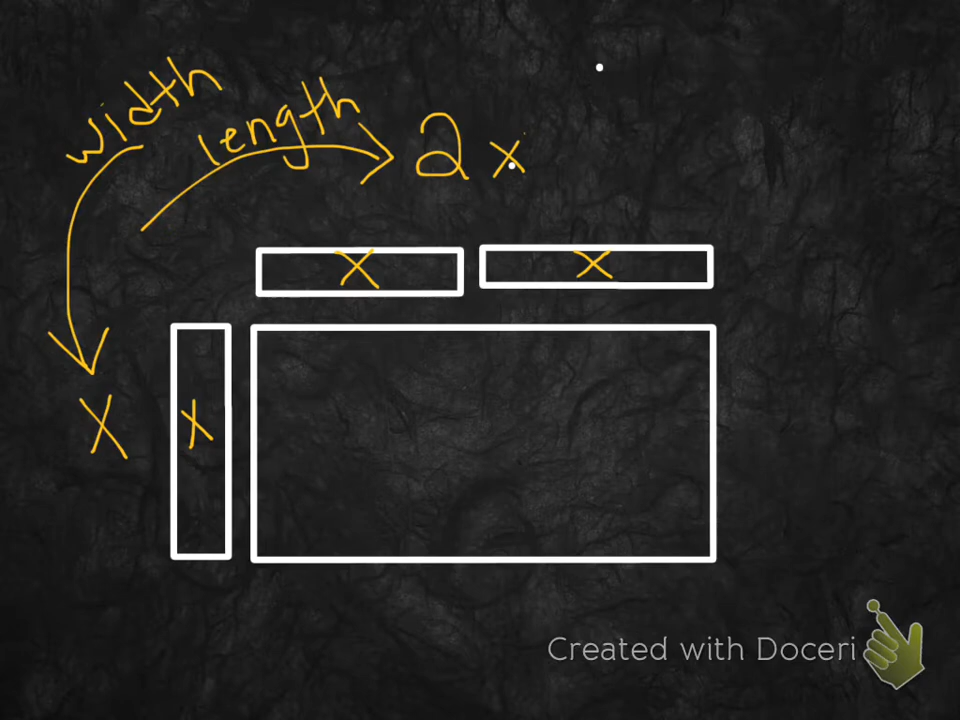 width
length
2x
X
X
X
X
Created with Doceri